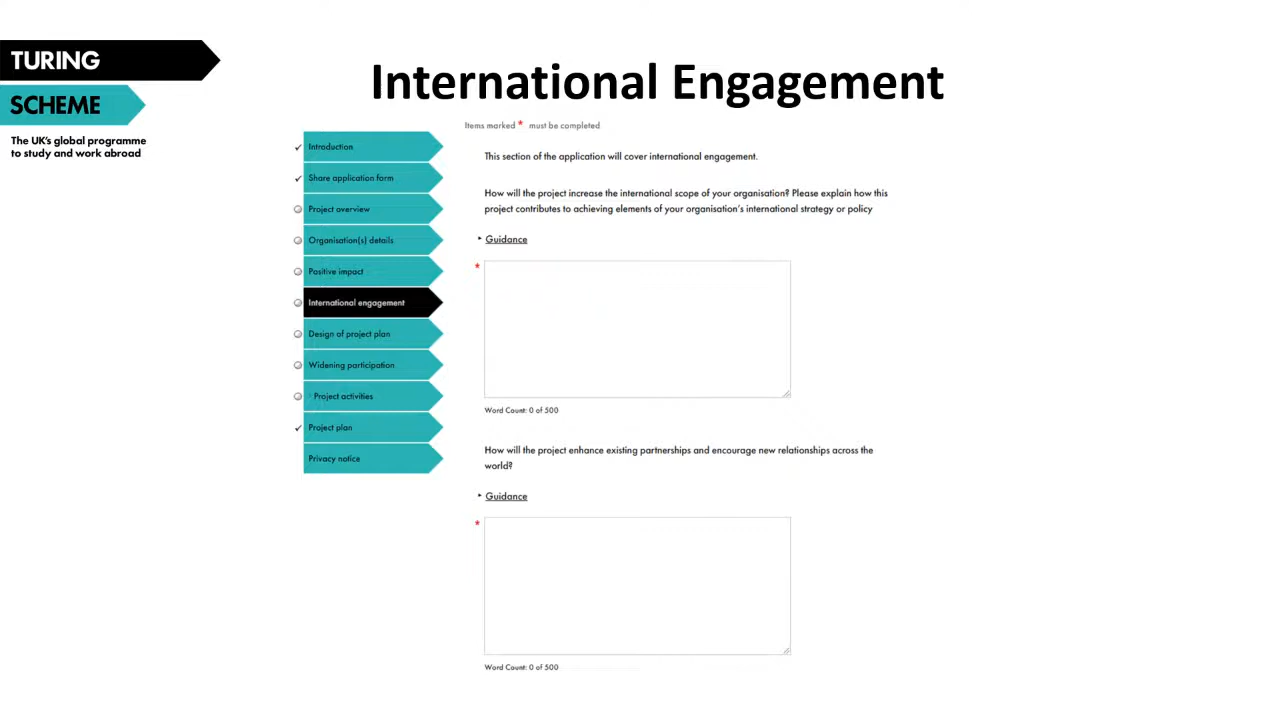 TURING
SCHEME
The UK's global programme
to study and work abroad
International Engagement
Items marked * must be completed
Introduction
Share application form
Project overview
Organisation(s) details
Positive impact
International engagement
Design of project plan
Widening participation
Project activities
Project plan
Privacy notice
This section of the application will cover international engagement.
How will the project increase the international scope of your organisation? Please explain how this
project contributes to achieving elements of your organisation's international strategy or policy
Guidance
*
Word Count: 0 of 500
How will the project enhance existing partnerships and encourage new relationships across the
world?
Guidance
*
Word Count: 0 of 500